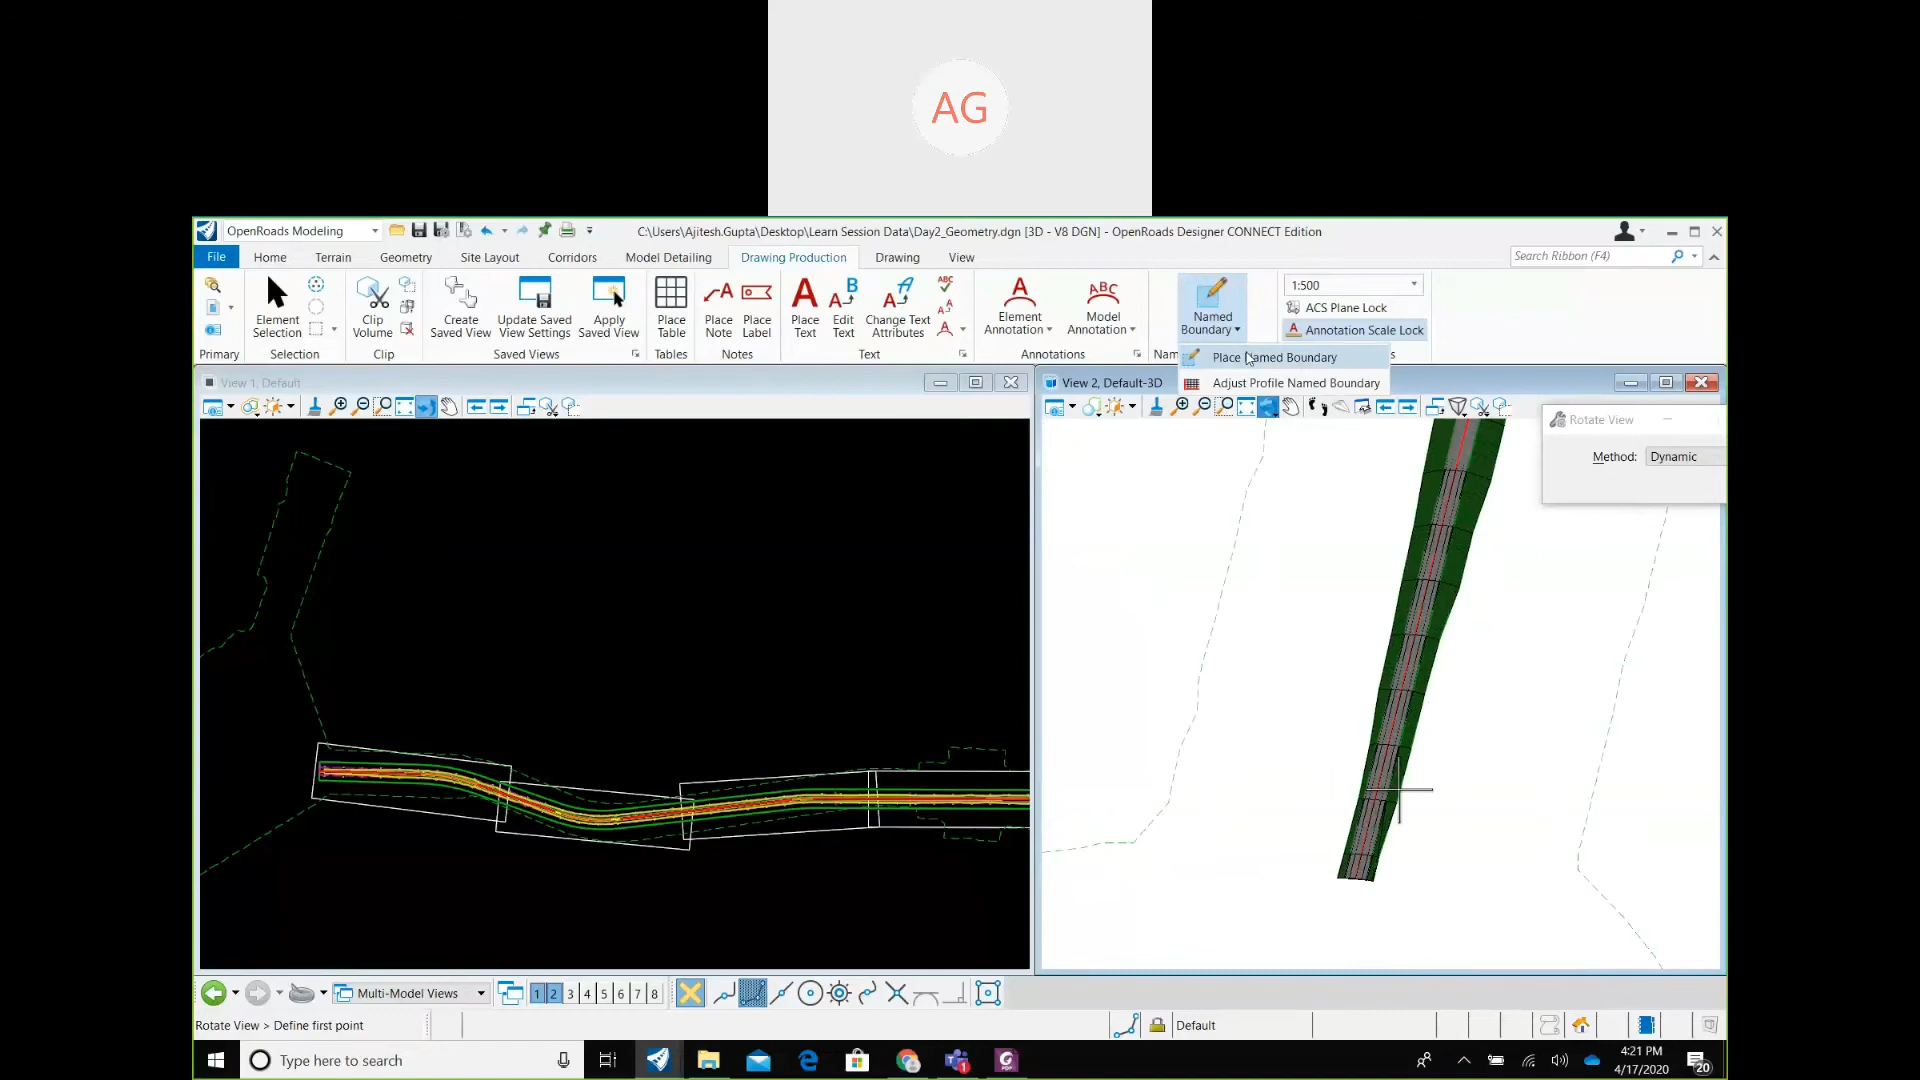 AG
OpenRoads Modeling
C:\Users\Ajitesh.Gupta\Desktop\Learn Session Data\Day2_Geometry.dgn [3D - V8 DGN] - OpenRoads Designer CONNECT Edition
File
Home
Terrain
Geometry
Site Layout
Corridors
Model Detailing
Drawing Production
Drawing
View
Search Ribbon (F4)
Element
Selection
Clip
Volume
Create
Saved View
Update Saved
View Settings
Apply
Saved View
Place
Table
Place
Note
Place
Label
Place
Text
Edit
Text
Change Text
Attributes
Element
Annotation
Model
Annotation
Named
Boundary
1:500
ACS Plane Lock
Annotation Scale Lock
Primary
Selection
Clip
Saved Views
Tables
Notes
Text
Annotations
Place Named Boundary
Adjust Profile Named Boundary
View 1, Default
View 2, Default-3D
Rotate View
Method:
Dynamic
Multi-Model Views
1 2 3 4 5 6 7 8
Rotate View > Define first point
Default
Type here to search
4:21 PM
4/17/2020
20